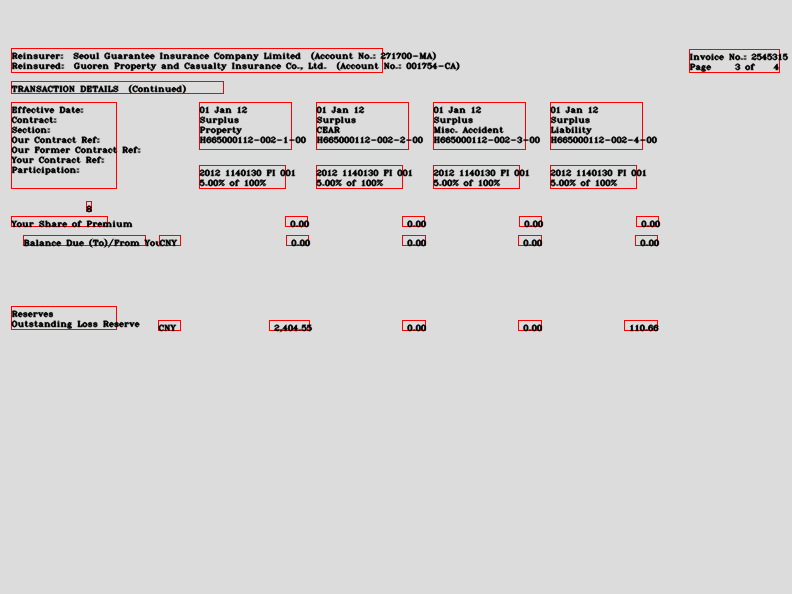 Reinsurer: Seoul Guarantee Insurance Company Limited (Account No.: 271700-MA)
Reinsured: Guoren Property and Casualty Insurance Co., Ltd. (Account No.: 001754-CA)
Invoice No.: 2545315
Page 3 of 4
TRANSACTION DETAILS (Continued)
Effective Date: 01 Jan 12 01 Jan 12 01 Jan 12 01 Jan 12
Contract: Surplus Surplus Surplus Surplus
Section: Property CEAR Misc. Accident Liability
Our Contract Ref: H665000112-002-1-00 H665000112-002-2-00 H665000112-002-3-00 H665000112-002-4-00
Our Former Contract Ref:
Your Contract Ref:
Participation: 2012 1140130 FI 001 2012 1140130 FI 001 2012 1140130 FI 001 2012 1140130 FI 001
5.00% of 100% 5.00% of 100% 5.00% of 100% 5.00% of 100%
Your Share of Premium 0.00 0.00 0.00 0.00
Balance Due (To)/From You CNY 0.00 0.00 0.00 0.00
Reserves
Outstanding Loss Reserve CNY 2,404.55 0.00 0.00 110.66